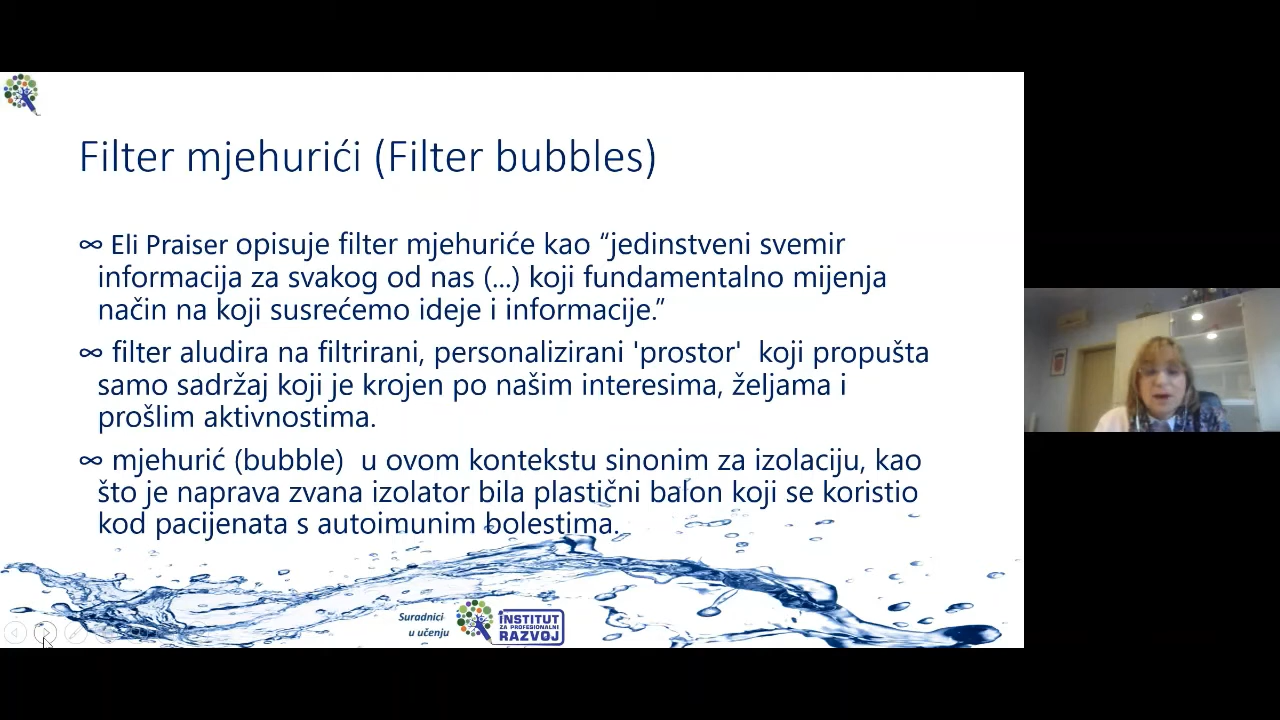 Filter mjehurići (Filter bubbles)
∞ Eli Praiser opisuje filter mjehuriće kao “jedinstveni svemir
informacija za svakog od nas (...) koji fundamentalno mijenja
način na koji susrećemo ideje i informacije.”
∞ filter aludira na filtrirani, personalizirani 'prostor' koji propušta
samo sadržaj koji je krojen po našim interesima, željama i
prošlim aktivnostima.
∞ mjehurić (bubble) u ovom kontekstu sinonim za izolaciju, kao
što je naprava zvana izolator bila plastični balon koji se koristio
kod pacijenata s autoimunim bolestima.
Suradnici
u učenju
INSTITUT
ZA PROFESIONALNI
RAZVOJ